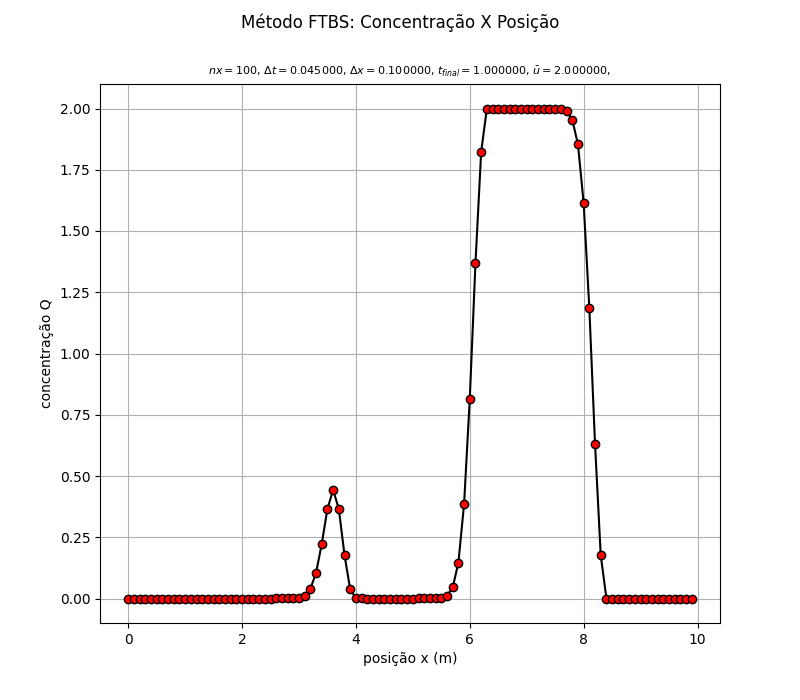 Método FTBS: Concentração X Posição
nx = 100, Δt = 0.045000, Δx = 0.100000, t_final = 1.000000, ū = 2.000000,
2.00
1.75
1.50
1.25
1.00
0.75
0.50
0.25
0.00
concentração Q
0 2 4 6 8 10
posição x (m)